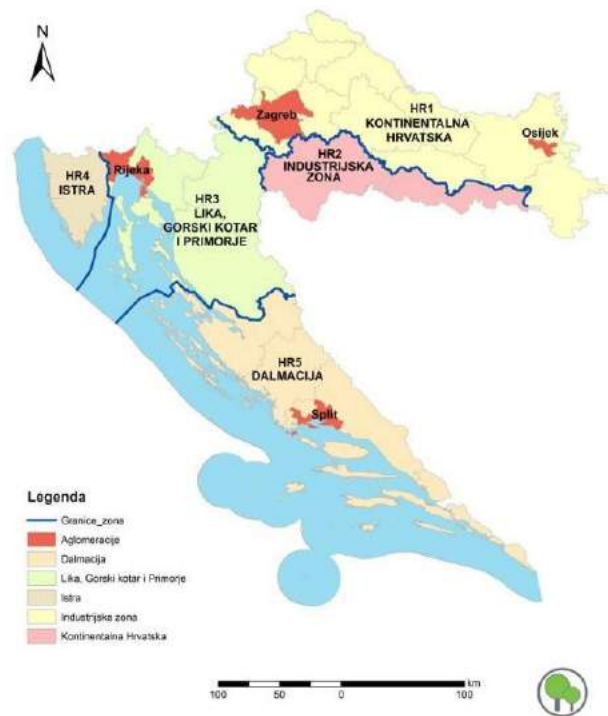 N
Zagreb
HR1
KONTINENTALNA
HRVATSKA
Osijek
HR2
INDUSTRIJSKA
ZONA
HR4
ISTRA
Rijeka
HR3
LIKA,
GORSKI KOTAR
I PRIMORJE
HR5
DALMACIJA
Split
Legenda
Granice_zona
Aglomeracije
Dalmacija
Lika, Gorski kotar i Primorje
Istra
Industrijska zona
Kontinentalna Hrvatska
km
100 50 0 100